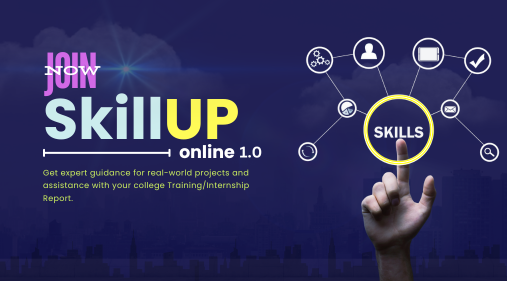 JOIN
NOW
SkillUP
online 1.0
Get expert guidance for real-world projects and
assistance with your college Training/Internship
Report.
SKILLS